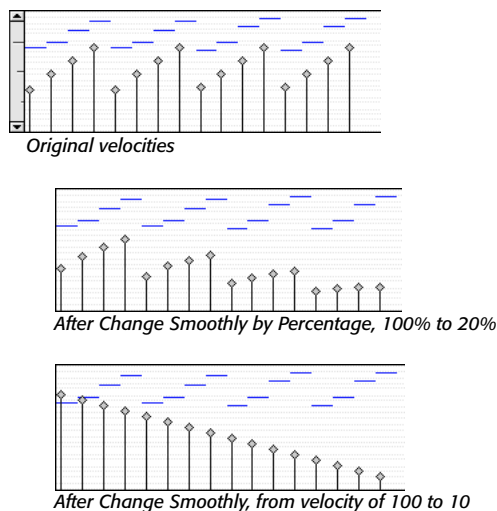 Original velocities
After Change Smoothly by Percentage, 100% to 20%
After Change Smoothly, from velocity of 100 to 10